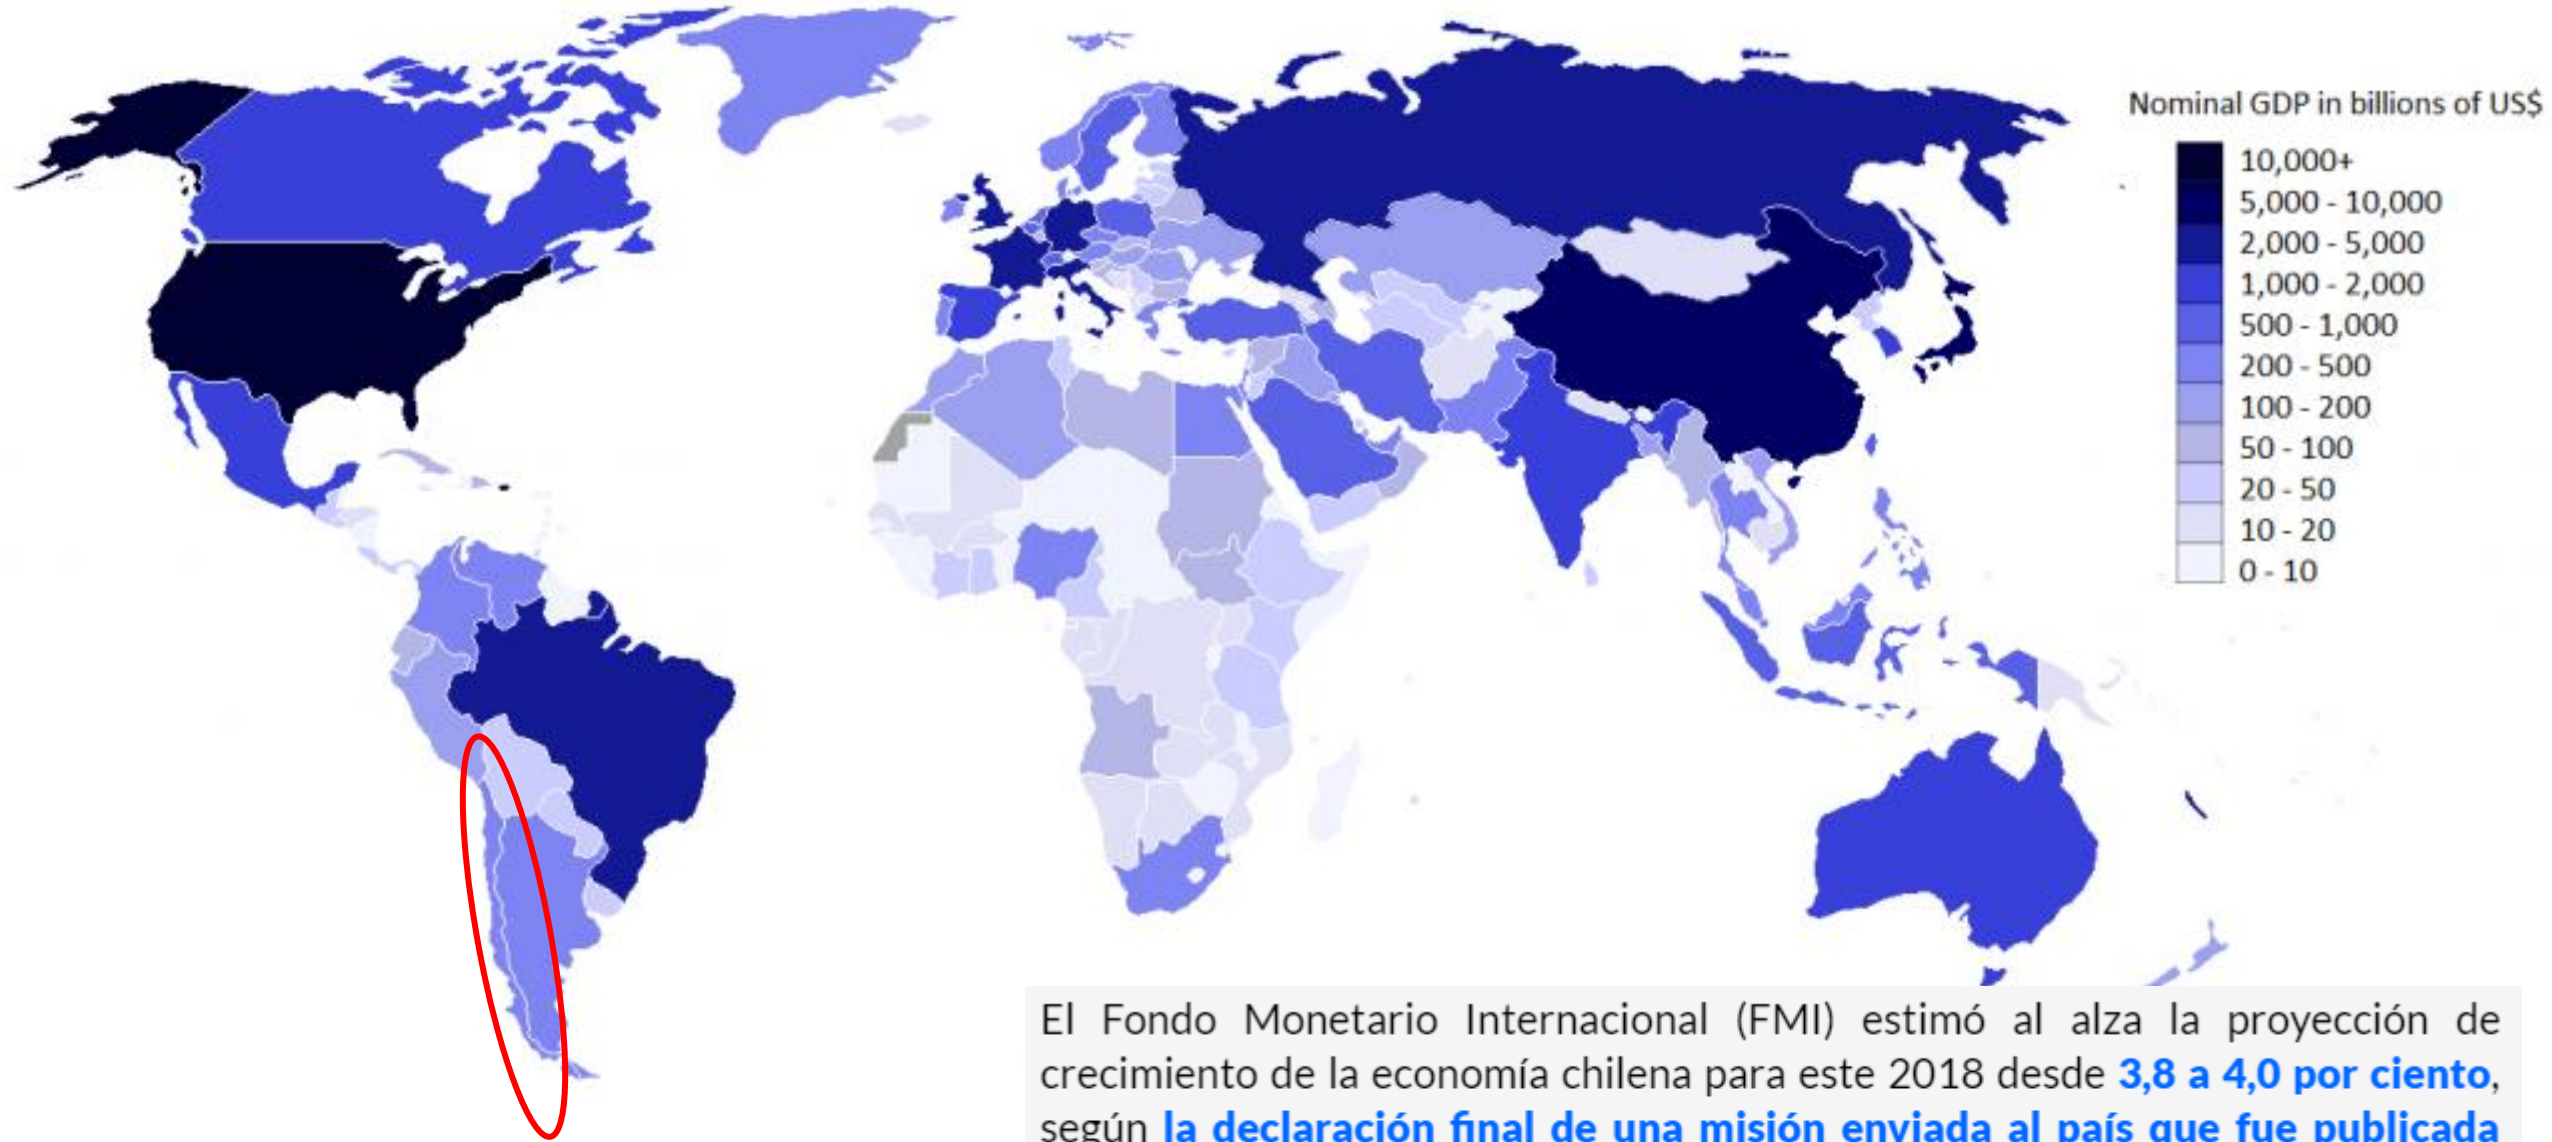 Nominal GDP in billions of US$
10,000+
5,000 - 10,000
2,000 - 5,000
1,000 - 2,000
500 - 1,000
200 - 500
100 - 200
50 - 100
20 - 50
10 - 20
0 - 10
El Fondo Monetario Internacional (FMI) estimó al alza la proyección de
crecimiento de la economía chilena para este 2018 desde 3,8 a 4,0 por ciento,
según la declaración final de una misión enviada al país que fue publicada